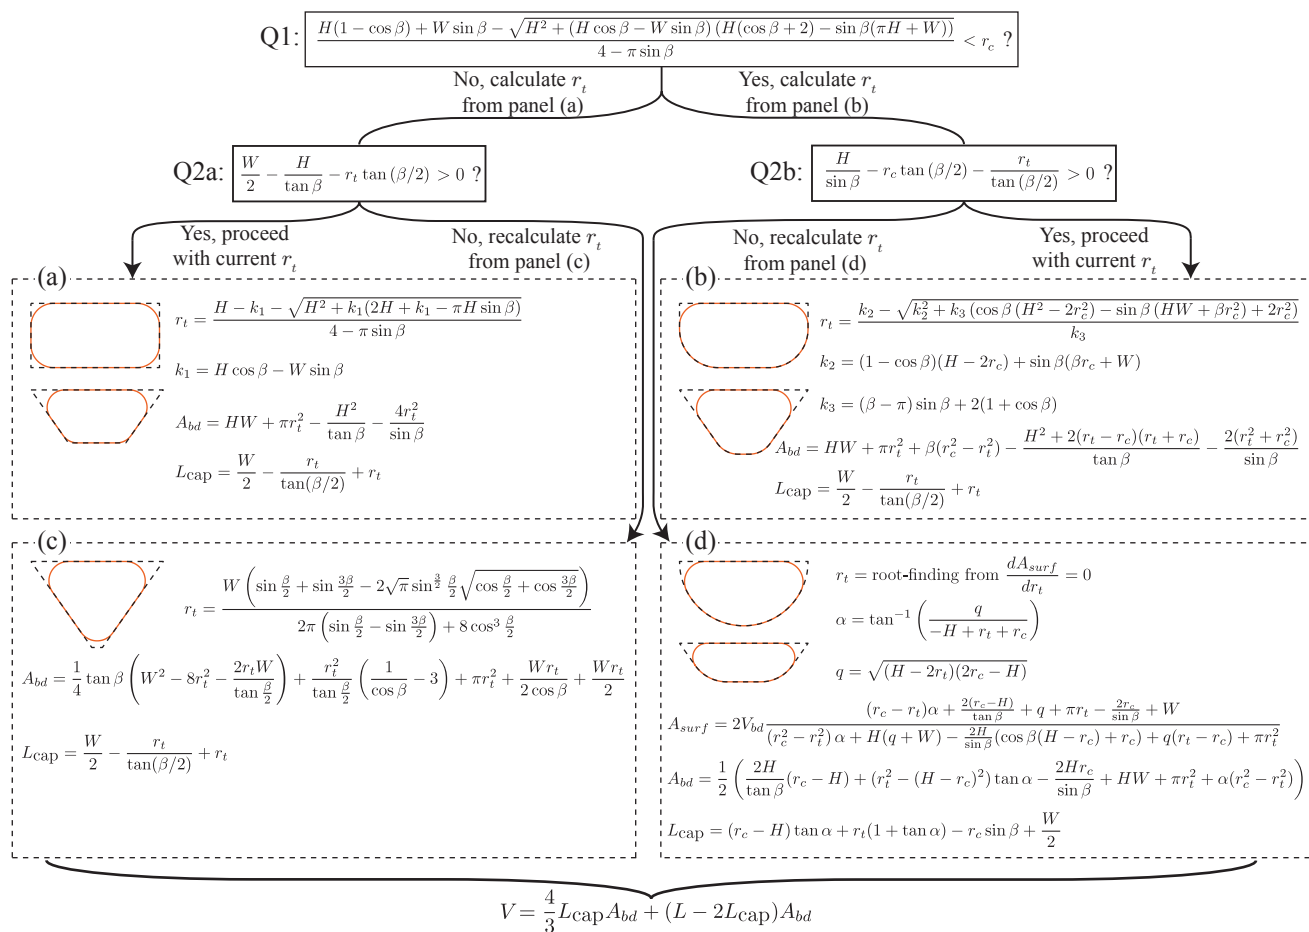 Q1: \frac{H(1-\cos\beta)+W\sin\beta-\sqrt{H^2+(H\cos\beta-W\sin\beta)(H(\cos\beta+2)-\sin\beta(\pi H+W))}}{4-\pi\sin\beta} < r_c ?
No, calculate r_t
from panel (a)
Yes, calculate r_t
from panel (b)
Q2a: \frac{W}{2}-\frac{H}{\tan\beta}-r_t\tan(\beta/2)>0 ?
Q2b: \frac{H}{\sin\beta}-r_c\tan(\beta/2)-\frac{r_t}{\tan(\beta/2)}>0 ?
Yes, proceed
with current r_t
No, recalculate r_t
from panel (c)
No, recalculate r_t
from panel (d)
Yes, proceed
with current r_t
(a)
r_t=\frac{H-k_1-\sqrt{H^2+k_1(2H+k_1-\pi H\sin\beta)}}{4-\pi\sin\beta}
k_1=H\cos\beta-W\sin\beta
A_{bd}=HW+\pi r_t^2-\frac{H^2}{\tan\beta}-\frac{4r_t^2}{\sin\beta}
L_{cap}=\frac{W}{2}-\frac{r_t}{\tan(\beta/2)}+r_t
(b)
r_t=\frac{k_2-\sqrt{k_2^2+k_3(\cos\beta(H^2-2r_c^2)-\sin\beta(HW+\beta r_c^2)+2r_c^2)}}{k_3}
k_2=(1-\cos\beta)(H-2r_c)+\sin\beta(\beta r_c+W)
k_3=(\beta-\pi)\sin\beta+2(1+\cos\beta)
A_{bd}=HW+\pi r_t^2+\beta(r_c^2-r_t^2)-\frac{H^2+2(r_t-r_c)(r_t+r_c)}{\tan\beta}-\frac{2(r_t^2+r_c^2)}{\sin\beta}
L_{cap}=\frac{W}{2}-\frac{r_t}{\tan(\beta/2)}+r_t
(c)
r_t=\frac{W\left(\sin\frac{\beta}{2}+\sin\frac{3\beta}{2}-2\sqrt{\pi}\sin^{\frac{3}{2}}\frac{\beta}{2}\sqrt{\cos\frac{\beta}{2}+\cos\frac{3\beta}{2}}\right)}{2\pi\left(\sin\frac{\beta}{2}-\sin\frac{3\beta}{2}\right)+8\cos^3\frac{\beta}{2}}
A_{bd}=\frac{1}{4}\tan\beta\left(W^2-8r_t^2-\frac{2r_tW}{\tan\frac{\beta}{2}}\right)+\frac{r_t^2}{\tan\frac{\beta}{2}}\left(\frac{1}{\cos\beta}-3\right)+\pi r_t^2+\frac{Wr_t}{2\cos\beta}+\frac{Wr_t}{2}
L_{cap}=\frac{W}{2}-\frac{r_t}{\tan(\beta/2)}+r_t
(d)
r_t=root-finding from \frac{dA_{surf}}{dr_t}=0
\alpha=\tan^{-1}\left(\frac{q}{-H+r_t+r_c}\right)
q=\sqrt{(H-2r_t)(2r_c-H)}
A_{surf}=2V_{bd}\frac{(r_c-r_t)\alpha+\frac{2(r_c-H)}{\tan\beta}+q+\pi r_t-\frac{2r_c}{\sin\beta}+W}{(r_c^2-r_t^2)\alpha+H(q+W)-\frac{2H}{\sin\beta}(\cos\beta(H-r_c)+r_c)+q(r_t-r_c)+\pi r_t^2}
A_{bd}=\frac{1}{2}\left(\frac{2H}{\tan\beta}(r_c-H)+(r_t^2-(H-r_c)^2)\tan\alpha-\frac{2Hr_c}{\sin\beta}+HW+\pi r_t^2+\alpha(r_c^2-r_t^2)\right)
L_{cap}=(r_c-H)\tan\alpha+r_t(1+\tan\alpha)-r_c\sin\beta+\frac{W}{2}
V=\frac{4}{3}L_{cap}A_{bd}+(L-2L_{cap})A_{bd}